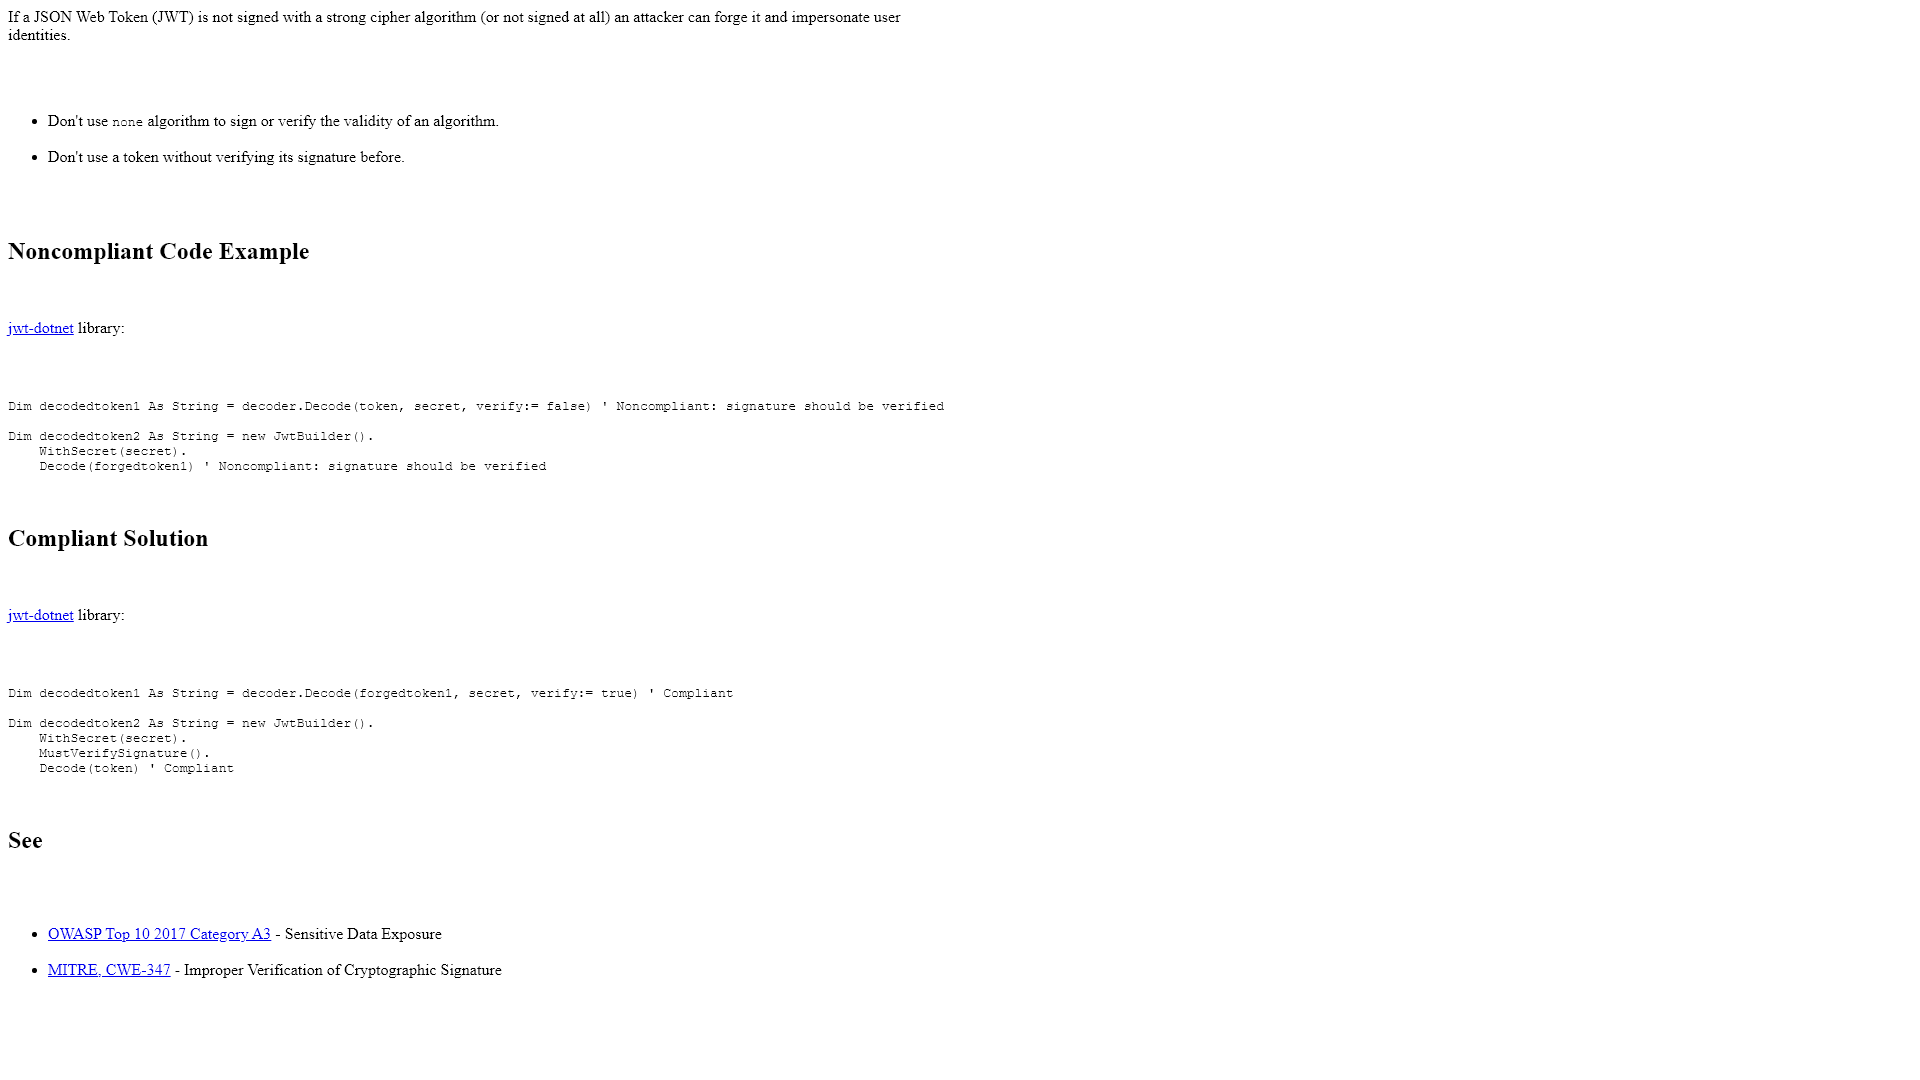 If a JSON Web Token (JWT) is not signed with a strong cipher algorithm (or not signed at all) an attacker can forge it and impersonate user
identities.
Don't use none algorithm to sign or verify the validity of an algorithm.
Don't use a token without verifying its signature before.
Noncompliant Code Example
jwt-dotnet library:
Dim decodedtoken1 As String = decoder.Decode(token, secret, verify:= false) ' Noncompliant: signature should be verified
Dim decodedtoken2 As String = new JwtBuilder().
    WithSecret(secret).
    Decode(forgedtoken1) ' Noncompliant: signature should be verified
Compliant Solution
jwt-dotnet library:
Dim decodedtoken1 As String = decoder.Decode(forgedtoken1, secret, verify:= true) ' Compliant
Dim decodedtoken2 As String = new JwtBuilder().
    WithSecret(secret).
    MustVerifySignature().
    Decode(token) ' Compliant
See
OWASP Top 10 2017 Category A3 - Sensitive Data Exposure
MITRE, CWE-347 - Improper Verification of Cryptographic Signature